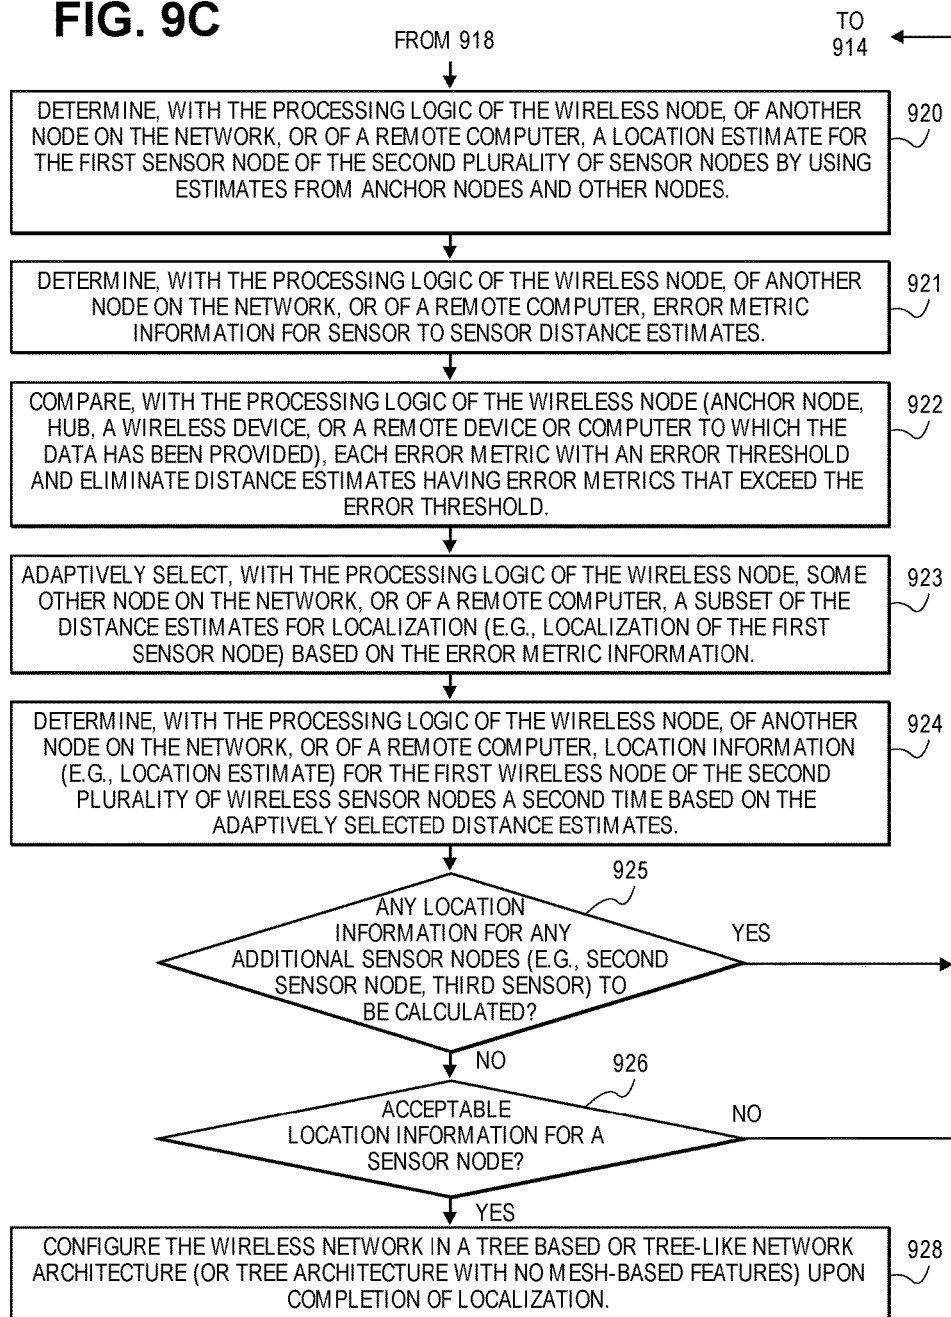 FIG. 9C
FROM 918
TO
914
DETERMINE, WITH THE PROCESSING LOGIC OF THE WIRELESS NODE, OF ANOTHER
NODE ON THE NETWORK, OR OF A REMOTE COMPUTER, A LOCATION ESTIMATE FOR
THE FIRST SENSOR NODE OF THE SECOND PLURALITY OF SENSOR NODES BY USING
ESTIMATES FROM ANCHOR NODES AND OTHER NODES.
920
DETERMINE, WITH THE PROCESSING LOGIC OF THE WIRELESS NODE, OF ANOTHER
NODE ON THE NETWORK, OR OF A REMOTE COMPUTER, ERROR METRIC
INFORMATION FOR SENSOR TO SENSOR DISTANCE ESTIMATES.
921
COMPARE, WITH THE PROCESSING LOGIC OF THE WIRELESS NODE (ANCHOR NODE,
HUB, A WIRELESS DEVICE, OR A REMOTE DEVICE OR COMPUTER TO WHICH THE
DATA HAS BEEN PROVIDED), EACH ERROR METRIC WITH AN ERROR THRESHOLD
AND ELIMINATE DISTANCE ESTIMATES HAVING ERROR METRICS THAT EXCEED THE
ERROR THRESHOLD.
922
ADAPTIVELY SELECT, WITH THE PROCESSING LOGIC OF THE WIRELESS NODE, SOME
OTHER NODE ON THE NETWORK, OR OF A REMOTE COMPUTER, A SUBSET OF THE
DISTANCE ESTIMATES FOR LOCALIZATION (E.G., LOCALIZATION OF THE FIRST
SENSOR NODE) BASED ON THE ERROR METRIC INFORMATION.
923
DETERMINE, WITH THE PROCESSING LOGIC OF THE WIRELESS NODE, OF ANOTHER
NODE ON THE NETWORK, OR OF A REMOTE COMPUTER, LOCATION INFORMATION
(E.G., LOCATION ESTIMATE) FOR THE FIRST WIRELESS NODE OF THE SECOND
PLURALITY OF WIRELESS SENSOR NODES A SECOND TIME BASED ON THE
ADAPTIVELY SELECTED DISTANCE ESTIMATES.
924
925
ANY LOCATION
INFORMATION FOR ANY
ADDITIONAL SENSOR NODES (E.G., SECOND
SENSOR NODE, THIRD SENSOR) TO
BE CALCULATED?
YES
NO
926
ACCEPTABLE
LOCATION INFORMATION FOR A
SENSOR NODE?
NO
YES
CONFIGURE THE WIRELESS NETWORK IN A TREE BASED OR TREE-LIKE NETWORK
ARCHITECTURE (OR TREE ARCHITECTURE WITH NO MESH-BASED FEATURES) UPON
COMPLETION OF LOCALIZATION.
928